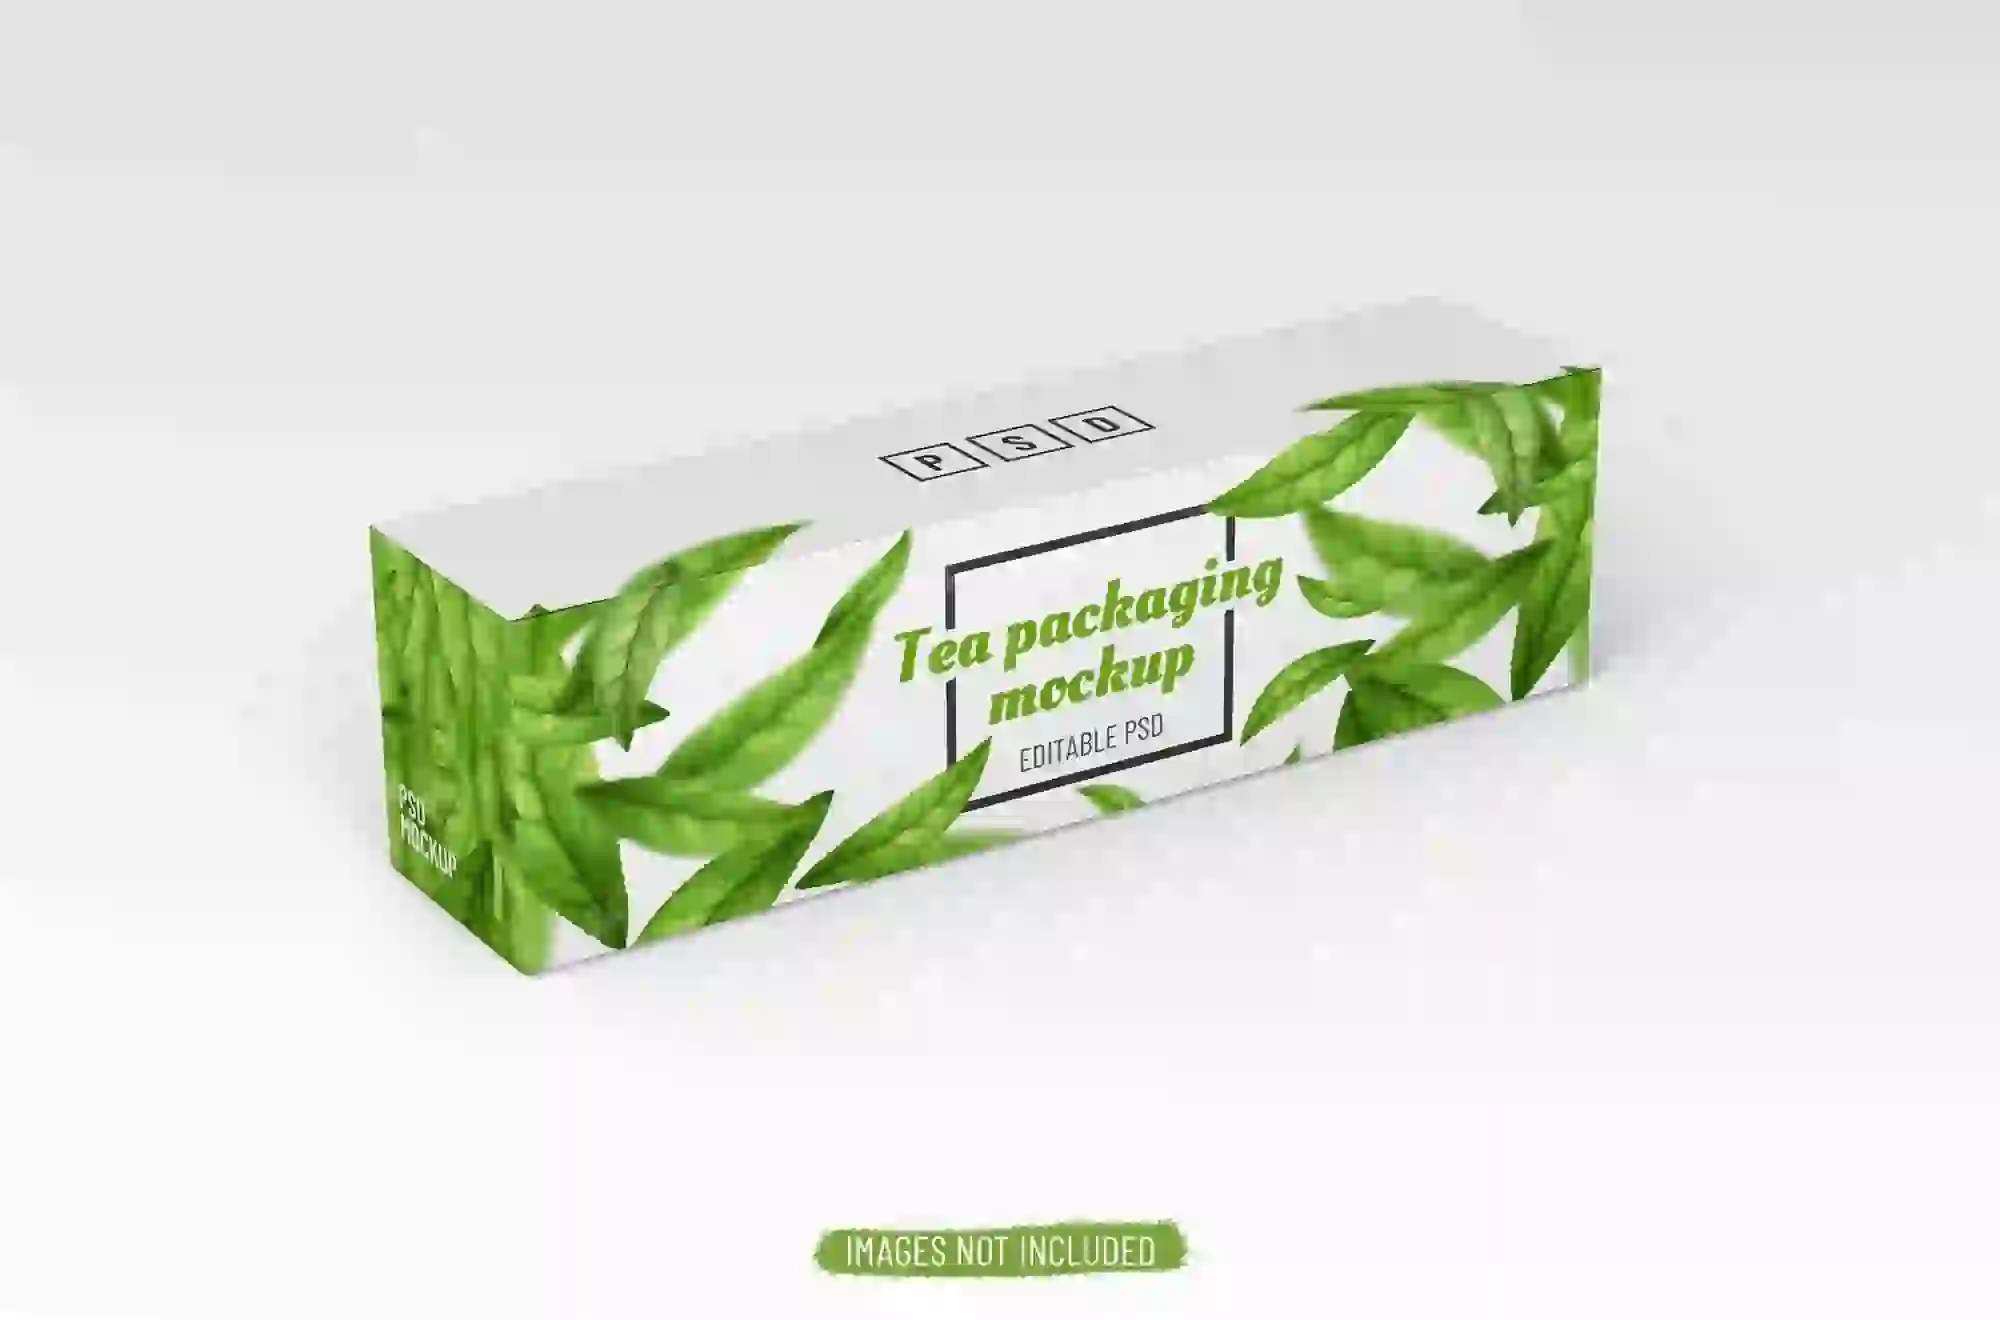 P S D
Tea packaging
mockup
EDITABLE PSD
PSD
MOCKUP
IMAGES NOT INCLUDED